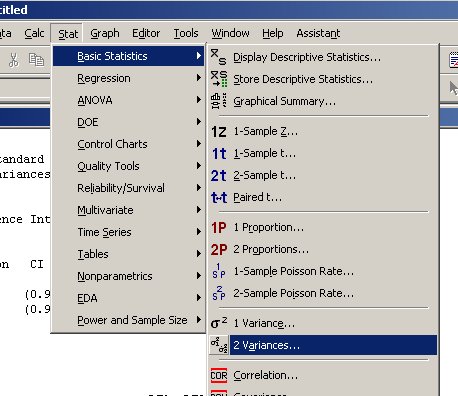 titled
ta Calc Stat Graph Editor Tools Window Help Assistant
Basic Statistics
Regression
ANOVA
DOE
Control Charts
Quality Tools
Reliability/Survival
Multivariate
Time Series
Tables
Nonparametrics
EDA
Power and Sample Size
Display Descriptive Statistics...
Store Descriptive Statistics...
Graphical Summary...
1Z 1-Sample Z...
1t 1-Sample t...
2t 2-Sample t...
t-t Paired t...
1P 1 Proportion...
2P 2 Proportions...
1-Sample Poisson Rate...
2-Sample Poisson Rate...
σ² 1 Variance...
2 Variances...
COR Correlation...
tandard
ariances
ence Int
on CI
(0.9
(0.9